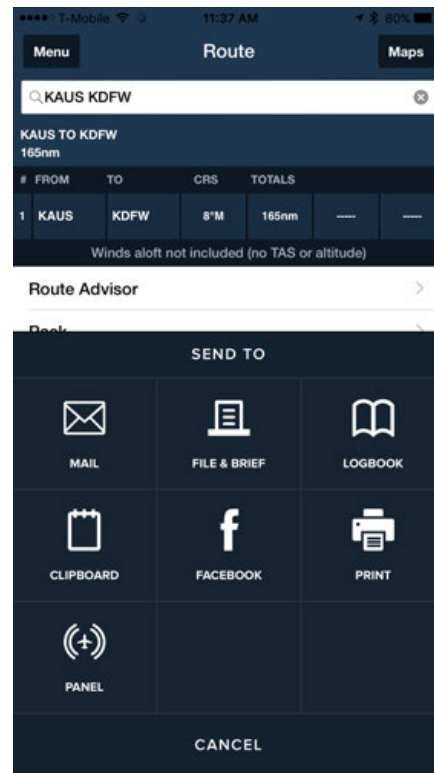 T-Mobile 11:37 AM 80%
Menu Route Maps
KAUS KDFW
KAUS TO KDFW
165nm
# FROM TO CRS TOTALS
1 KAUS KDFW 8°M 165nm ----- -----
Winds aloft not included (no TAS or altitude)
Route Advisor
SEND TO
MAIL FILE & BRIEF LOGBOOK
CLIPBOARD FACEBOOK PRINT
PANEL
CANCEL